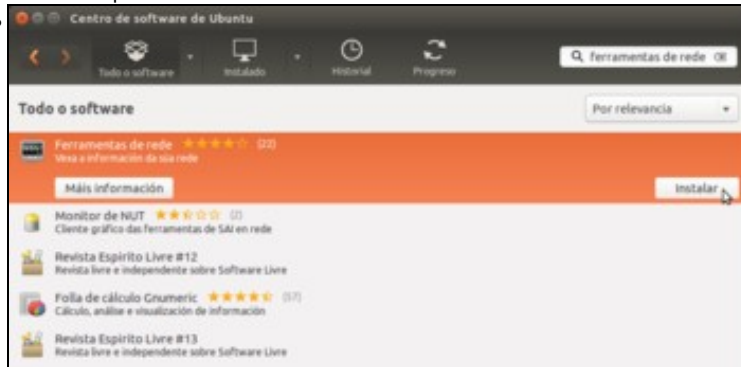 Centro de software de Ubuntu
Todo o software
Instalado
Historial
Progreso
ferramentas de rede
Todo o software
Por relevancia
Ferramentas de rede (22)
Vexa a información da súa rede
Máis información
Instalar
Monitor de NUT (2)
Cliente gráfico das ferramentas de SAI en rede
Revista Espirito Livre #12
Revista livre e independente sobre Software Livre
Folla de cálculo Gnumeric (57)
Cálculo, análise e visualización de información
Revista Espirito Livre #13
Revista livre e independente sobre Software Livre